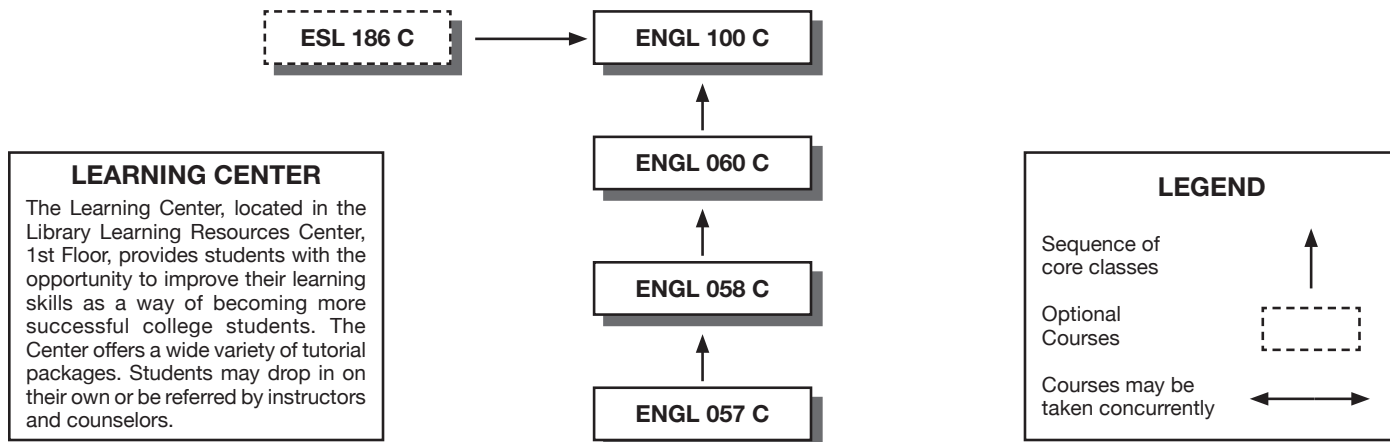 ESL 186 C
ENGL 100 C
ENGL 060 C
ENGL 058 C
ENGL 057 C
LEARNING CENTER
The Learning Center, located in the
Library Learning Resources Center,
1st Floor, provides students with the
opportunity to improve their learning
skills as a way of becoming more
successful college students. The
Center offers a wide variety of tutorial
packages. Students may drop in on
their own or be referred by instructors
and counselors.
LEGEND
Sequence of
core classes
Optional
Courses
Courses may be
taken concurrently